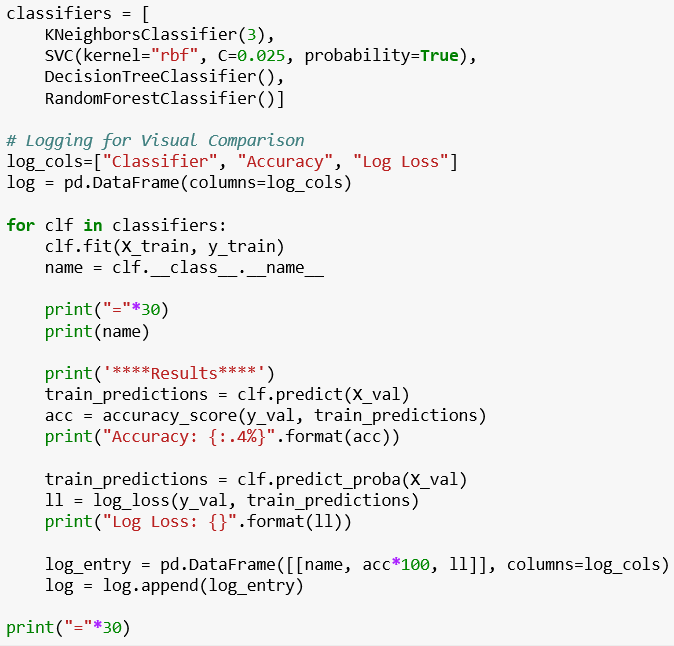 classifiers = [
    KNeighborsClassifier(3),
    SVC(kernel="rbf", C=0.025, probability=True),
    DecisionTreeClassifier(),
    RandomForestClassifier()]

# Logging for Visual Comparison
log_cols=["Classifier", "Accuracy", "Log Loss"]
log = pd.DataFrame(columns=log_cols)

for clf in classifiers:
    clf.fit(X_train, y_train)
    name = clf.__class__.__name__

    print("="*30)
    print(name)

    print('****Results****')
    train_predictions = clf.predict(X_val)
    acc = accuracy_score(y_val, train_predictions)
    print("Accuracy: {:.4%}".format(acc))

    train_predictions = clf.predict_proba(X_val)
    ll = log_loss(y_val, train_predictions)
    print("Log Loss: {}".format(ll))

    log_entry = pd.DataFrame([[name, acc*100, ll]], columns=log_cols)
    log = log.append(log_entry)

print("="*30)